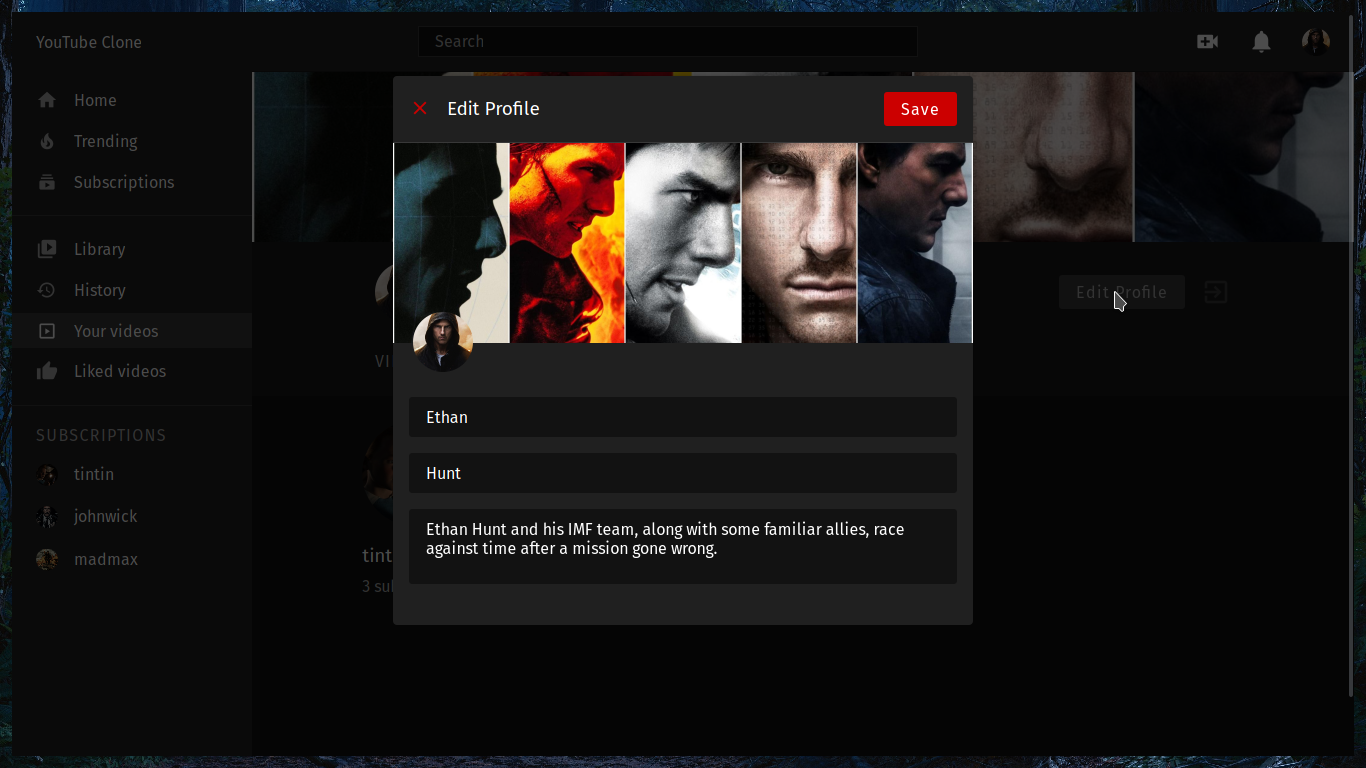 YouTube Clone
Search
Home
Trending
Subscriptions
Library
History
Your videos
Liked videos
SUBSCRIPTIONS
tintin
johnwick
madmax
Edit Profile
VI
tint
3 sul
Edit Profile
Save
Ethan
Hunt
Ethan Hunt and his IMF team, along with some familiar allies, race
against time after a mission gone wrong.